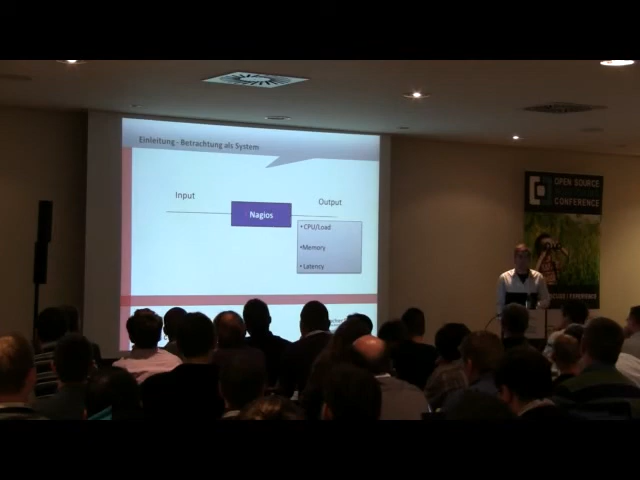 Einleitung - Betrachtung als System
Input
Output
Nagios
• CPU/Load
• Memory
• Latency
OPEN SOURCE
CONFERENCE